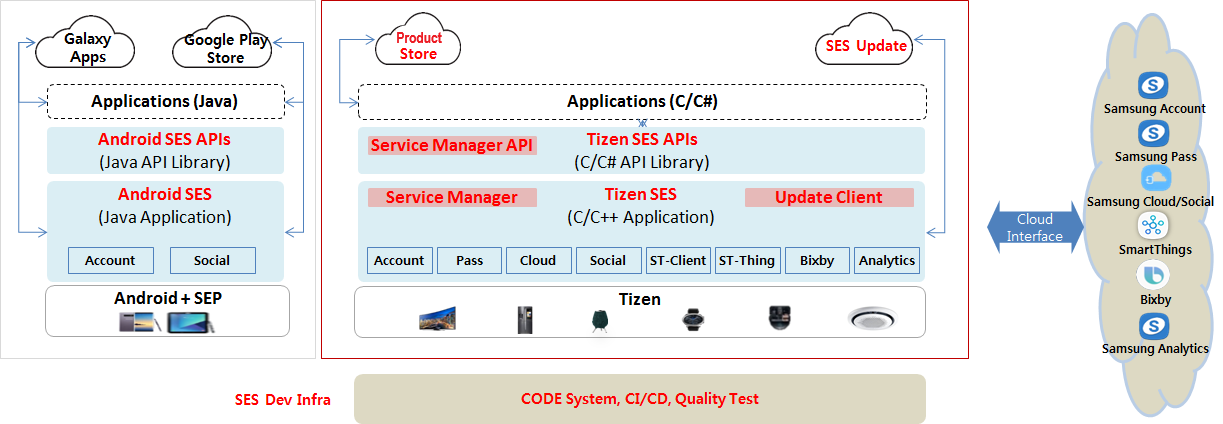 Galaxy
Apps
Google Play
Store
Applications (Java)
Android SES APIs
(Java API Library)
Android SES
(Java Application)
Account
Social
Android + SEP
Product
Store
SES Update
Applications (C/C#)
Service Manager API
Tizen SES APIs
(C/C# API Library)
Service Manager
Tizen SES
Update Client
(C/C++ Application)
Account
Pass
Cloud
Social
ST-Client
ST-Thing
Bixby
Analytics
Tizen
Cloud
Interface
Samsung Account
Samsung Pass
Samsung Cloud/Social
SmartThings
Bixby
Samsung Analytics
SES Dev Infra
CODE System, CI/CD, Quality Test